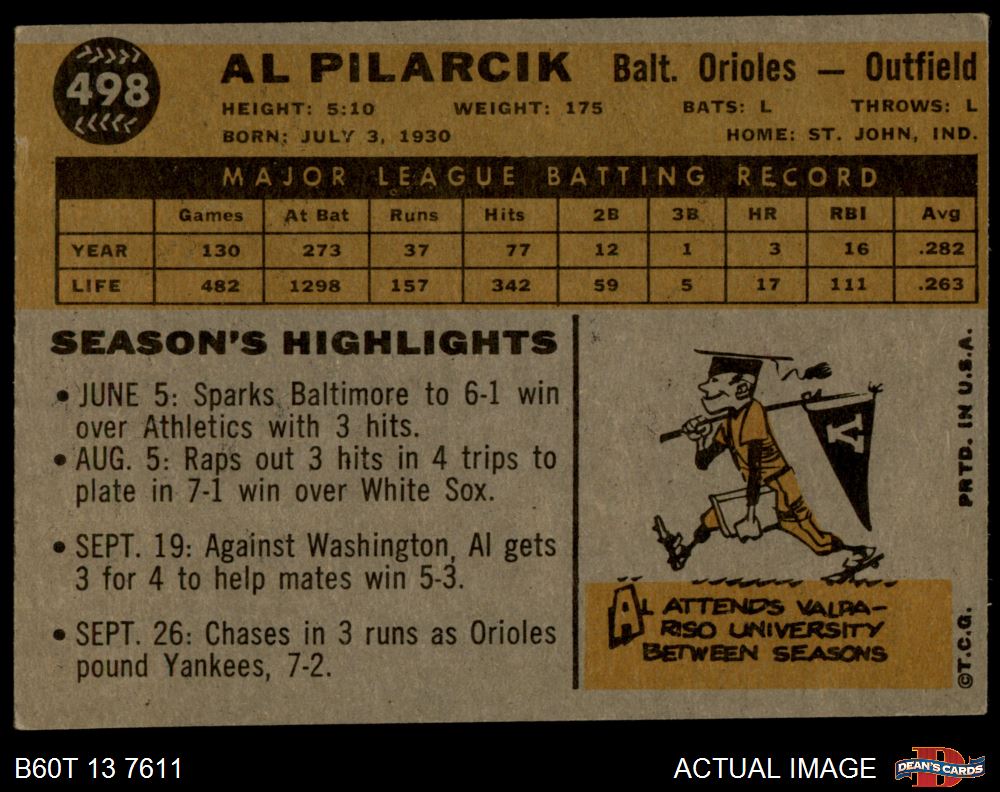 498
AL PILARCIK Balt. Orioles — Outfield
HEIGHT: 5:10 WEIGHT: 175 BATS: L THROWS: L
BORN: JULY 3, 1930 HOME: ST. JOHN, IND.
MAJOR LEAGUE BATTING RECORD
Games At Bat Runs Hits 2B 3B HR RBI Avg
YEAR 130 273 37 77 12 1 3 16 .282
LIFE 482 1298 157 342 59 5 17 111 .263
SEASON'S HIGHLIGHTS
• JUNE 5: Sparks Baltimore to 6-1 win
over Athletics with 3 hits.
• AUG. 5: Raps out 3 hits in 4 trips to
plate in 7-1 win over White Sox.
• SEPT. 19: Against Washington, Al gets
3 for 4 to help mates win 5-3.
• SEPT. 26: Chases in 3 runs as Orioles
pound Yankees, 7-2.
V
AL ATTENDS VALPA-
RISO UNIVERSITY
BETWEEN SEASONS
©T.C.G. PRTD. IN U.S.A.
B60T 13 7611
ACTUAL IMAGE
D
DEAN'S CARDS